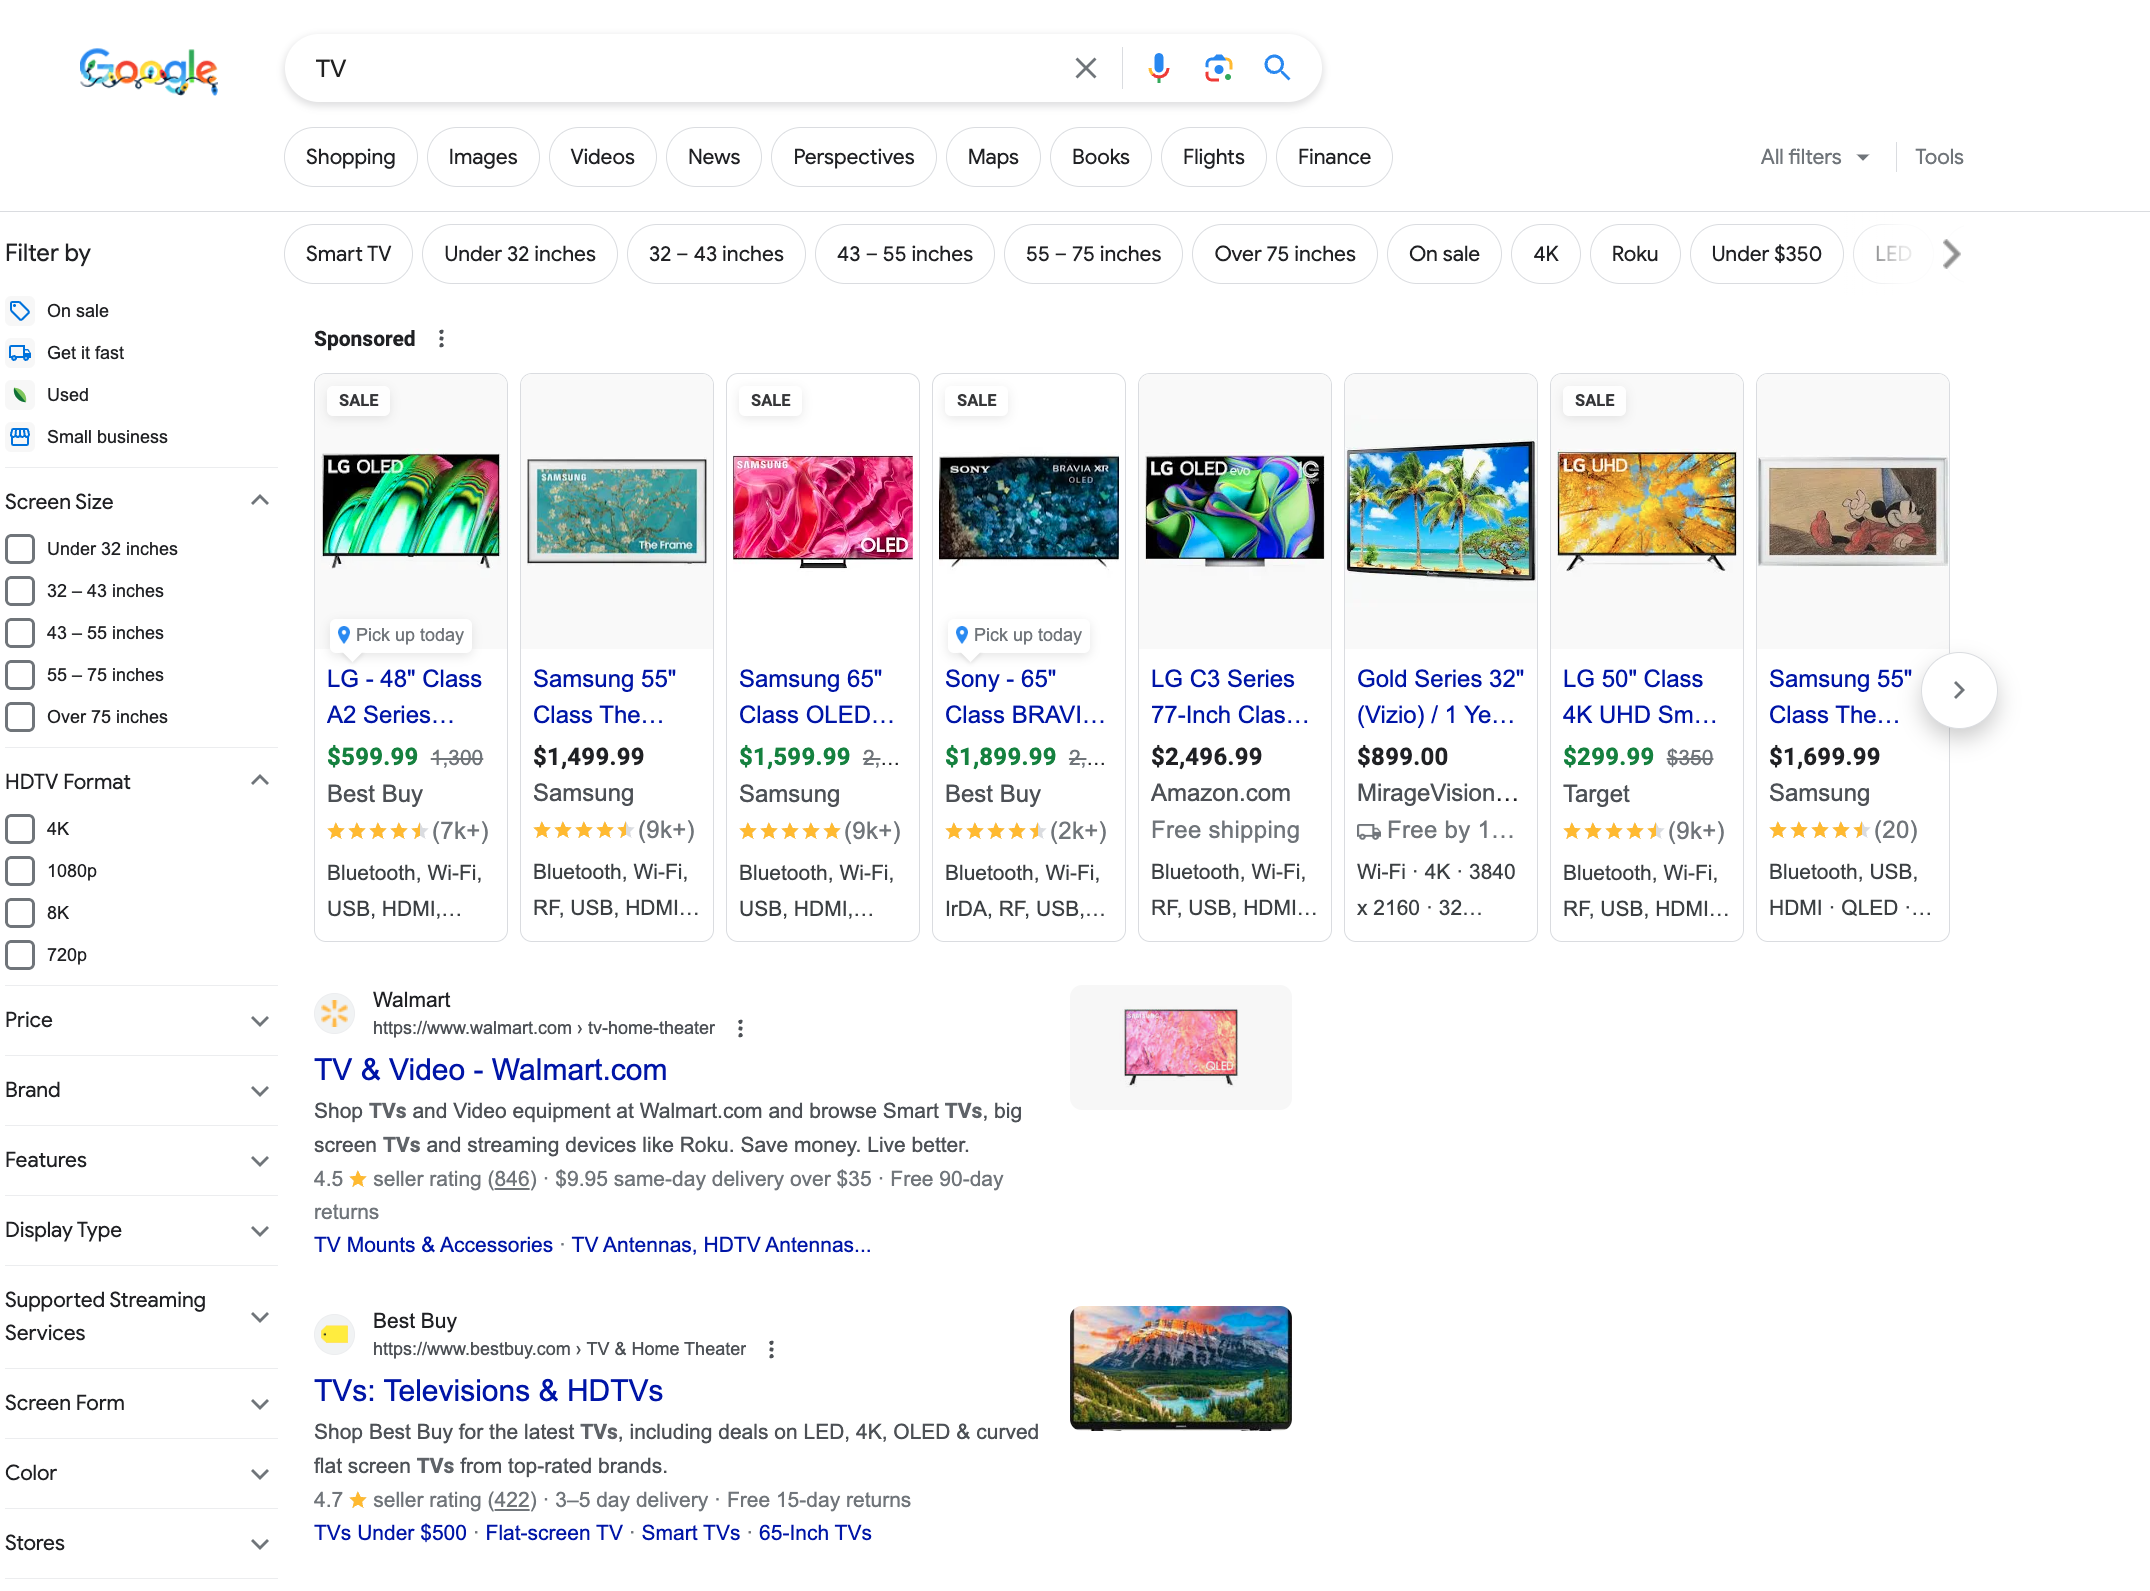 Google
TV
Shopping
Images
Videos
News
Perspectives
Maps
Books
Flights
Finance
All filters
Tools
Filter by
On sale
Get it fast
Used
Small business
Screen Size
Under 32 inches
32 – 43 inches
43 – 55 inches
55 – 75 inches
Over 75 inches
HDTV Format
4K
1080p
8K
720p
Price
Brand
Features
Display Type
Supported Streaming
Services
Screen Form
Color
Stores
Smart TV
Under 32 inches
32 – 43 inches
43 – 55 inches
55 – 75 inches
Over 75 inches
On sale
4K
Roku
Under $350
LED
Sponsored
SALE
LG OLED
Pick up today
LG - 48" Class
A2 Series...
$599.99 1,300
Best Buy
(7k+)
Bluetooth, Wi-Fi,
USB, HDMI,...
SAMSUNG
The Frame
Samsung 55"
Class The...
$1,499.99
Samsung
(9k+)
Bluetooth, Wi-Fi,
RF, USB, HDMI...
SALE
SAMSUNG
OLED
Samsung 65"
Class OLED...
$1,599.99 2,...
Samsung
(9k+)
Bluetooth, Wi-Fi,
USB, HDMI,...
SALE
SONY
BRAVIA XR
OLED
Pick up today
Sony - 65"
Class BRAVI...
$1,899.99 2,...
Best Buy
(2k+)
Bluetooth, Wi-Fi,
IrDA, RF, USB,...
LG OLED evo
LG C3 Series
77-Inch Clas...
$2,496.99
Amazon.com
Free shipping
Bluetooth, Wi-Fi,
RF, USB, HDMI...
Gold Series 32"
(Vizio) / 1 Ye...
$899.00
MirageVision...
Free by 1...
Wi-Fi · 4K · 3840
x 2160 · 32...
SALE
LG UHD
LG 50" Class
4K UHD Sm...
$299.99 $350
Target
(9k+)
Bluetooth, Wi-Fi,
RF, USB, HDMI...
Samsung 55"
Class The...
$1,699.99
Samsung
(20)
Bluetooth, USB,
HDMI · QLED ·...
Walmart
https://www.walmart.com › tv-home-theater
TV & Video - Walmart.com
Shop TVs and Video equipment at Walmart.com and browse Smart TVs, big
screen TVs and streaming devices like Roku. Save money. Live better.
4.5 ★ seller rating (846) · $9.95 same-day delivery over $35 · Free 90-day
returns
TV Mounts & Accessories · TV Antennas, HDTV Antennas...
SAMSUNG
QLED
Best Buy
https://www.bestbuy.com › TV & Home Theater
TVs: Televisions & HDTVs
Shop Best Buy for the latest TVs, including deals on LED, 4K, OLED & curved
flat screen TVs from top-rated brands.
4.7 ★ seller rating (422) · 3–5 day delivery · Free 15-day returns
TVs Under $500 · Flat-screen TV · Smart TVs · 65-Inch TVs